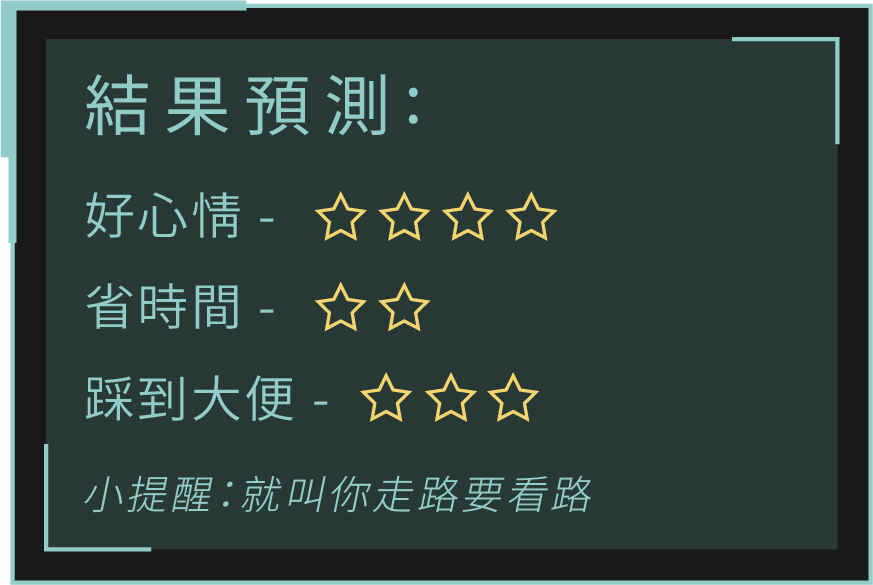 結果預測：
好心情 - ☆☆☆☆
省時間 - ☆☆
踩到大便 - ☆☆☆
小提醒：就叫你走路要看路